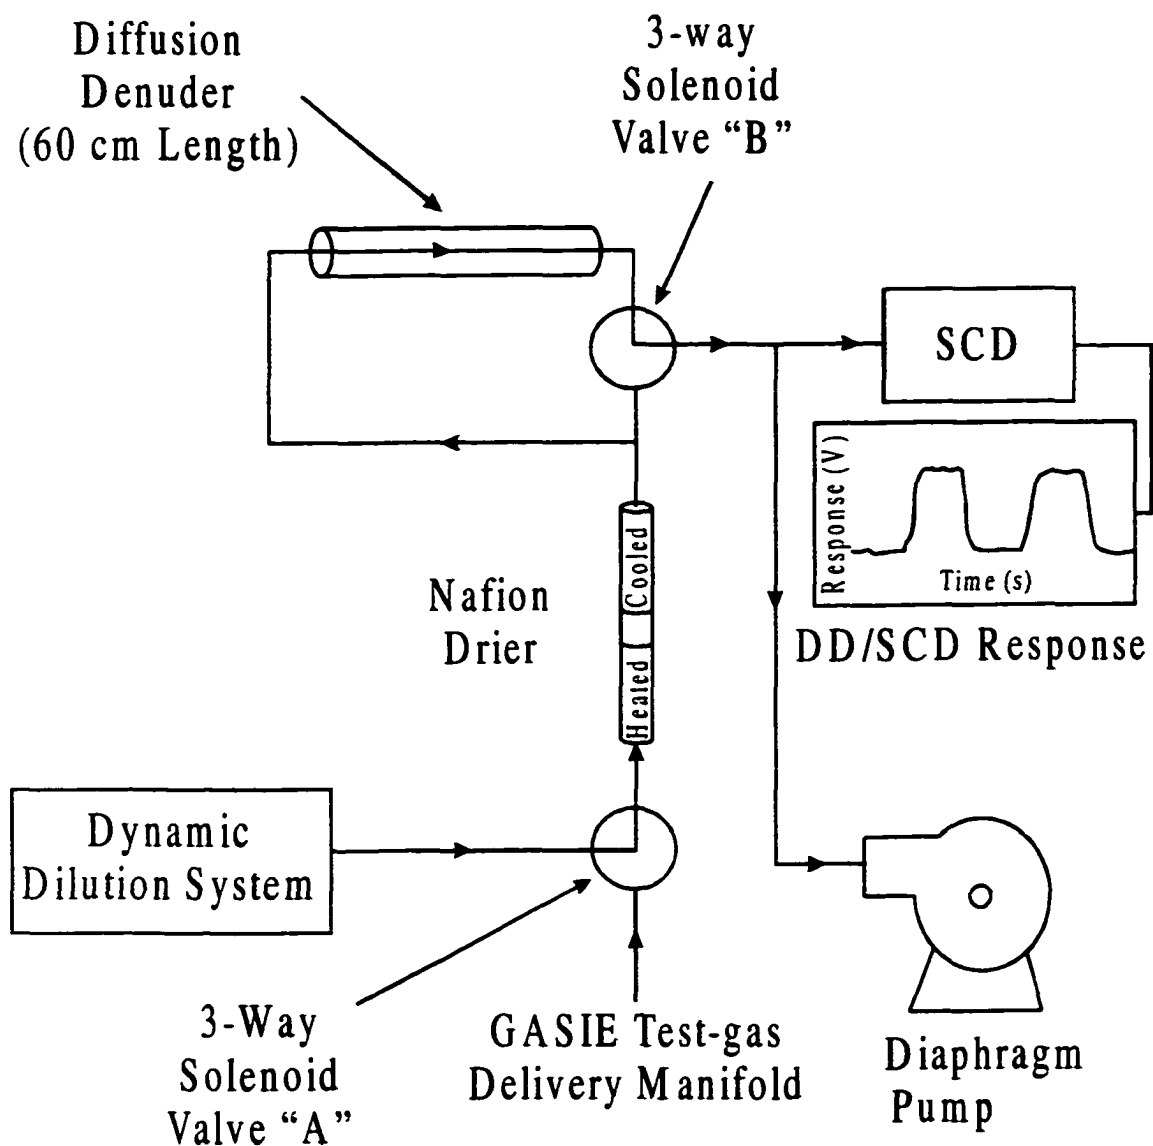 Diffusion
Denuder
(60 cm Length)
3-way
Solenoid
Valve “B”
SCD
Response (V)
Time (s)
DD/SCD Response
Nafion
Drier
Cooled
Heated
Dynamic
Dilution System
3-Way
Solenoid
Valve “A”
GASIE Test-gas
Delivery Manifold
Diaphragm
Pump